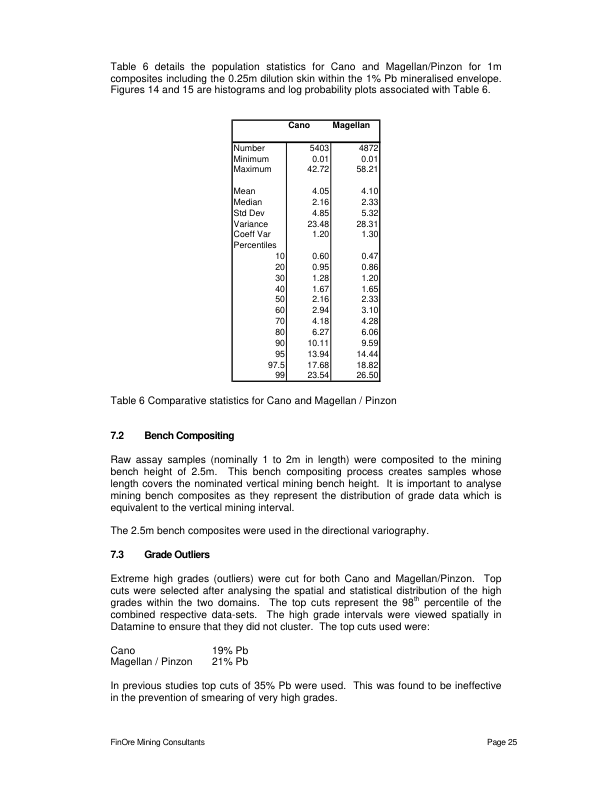 Table 6 details the population statistics for Cano and Magellan/Pinzon for 1m
composites including the 0.25m dilution skin within the 1% Pb mineralised envelope.
Figures 14 and 15 are histograms and log probability plots associated with Table 6.
Cano Magellan
Number 5403 4872
Minimum 0.01 0.01
Maximum 42.72 58.21
Mean 4.05 4.10
Median 2.16 2.33
Std Dev 4.85 5.32
Variance 23.48 28.31
Coeff Var 1.20 1.30
Percentiles
10 0.60 0.47
20 0.95 0.86
30 1.28 1.20
40 1.67 1.65
50 2.16 2.33
60 2.94 3.10
70 4.18 4.28
80 6.27 6.06
90 10.11 9.59
95 13.94 14.44
97.5 17.68 18.82
99 23.54 26.50
Table 6 Comparative statistics for Cano and Magellan / Pinzon
7.2 Bench Compositing
Raw assay samples (nominally 1 to 2m in length) were composited to the mining
bench height of 2.5m. This bench compositing process creates samples whose
length covers the nominated vertical mining bench height. It is important to analyse
mining bench composites as they represent the distribution of grade data which is
equivalent to the vertical mining interval.
The 2.5m bench composites were used in the directional variography.
7.3 Grade Outliers
Extreme high grades (outliers) were cut for both Cano and Magellan/Pinzon. Top
cuts were selected after analysing the spatial and statistical distribution of the high
grades within the two domains. The top cuts represent the 98th percentile of the
combined respective data-sets. The high grade intervals were viewed spatially in
Datamine to ensure that they did not cluster. The top cuts used were:
Cano 19% Pb
Magellan / Pinzon 21% Pb
In previous studies top cuts of 35% Pb were used. This was found to be ineffective
in the prevention of smearing of very high grades.
FinOre Mining Consultants Page 25